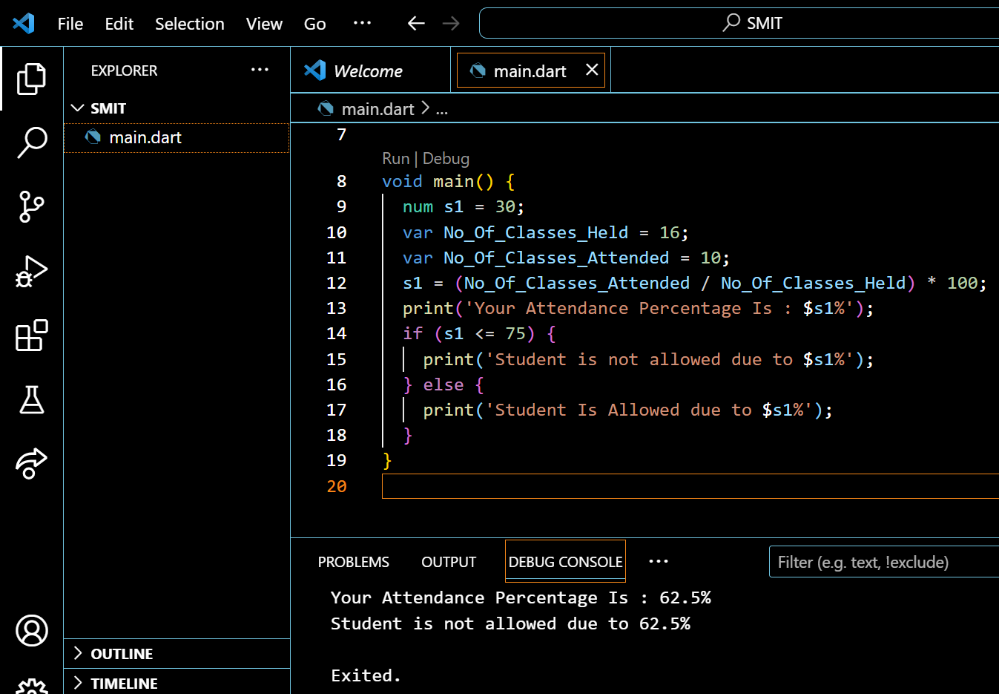 File Edit Selection View Go ... SMIT
EXPLORER ...
Welcome
main.dart
SMIT
main.dart
main.dart > ...
7
Run | Debug
8 void main() {
9 num s1 = 30;
10 var No_Of_Classes_Held = 16;
11 var No_Of_Classes_Attended = 10;
12 s1 = (No_Of_Classes_Attended / No_Of_Classes_Held) * 100;
13 print('Your Attendance Percentage Is : $s1%');
14 if (s1 <= 75) {
15 print('Student is not allowed due to $s1%');
16 } else {
17 print('Student Is Allowed due to $s1%');
18 }
19 }
20
PROBLEMS OUTPUT DEBUG CONSOLE ... Filter (e.g. text, !exclude)
Your Attendance Percentage Is : 62.5%
Student is not allowed due to 62.5%
Exited.
OUTLINE
TIMELINE